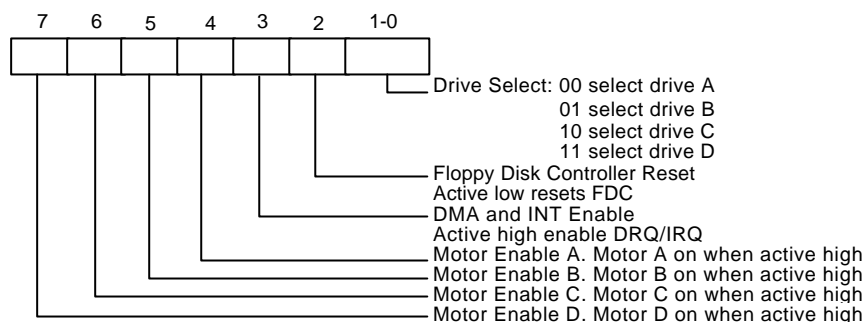 7 6 5 4 3 2 1-0
Drive Select: 00 select drive A
01 select drive B
10 select drive C
11 select drive D
Floppy Disk Controller Reset
Active low resets FDC
DMA and INT Enable
Active high enable DRQ/IRQ
Motor Enable A. Motor A on when active high
Motor Enable B. Motor B on when active high
Motor Enable C. Motor C on when active high
Motor Enable D. Motor D on when active high